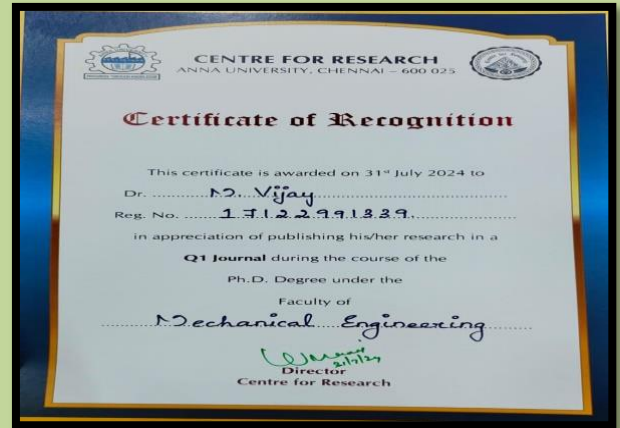 CENTRE FOR RESEARCH
ANNA UNIVERSITY, CHENNAI – 600 025
Certificate of Recognition
This certificate is awarded on 31st July 2024 to
Dr. M. Vijay
Reg. No. 17122991339
in appreciation of publishing his/her research in a
Q1 Journal during the course of the
Ph.D. Degree under the
Faculty of
Mechanical Engineering
Director
Centre for Research